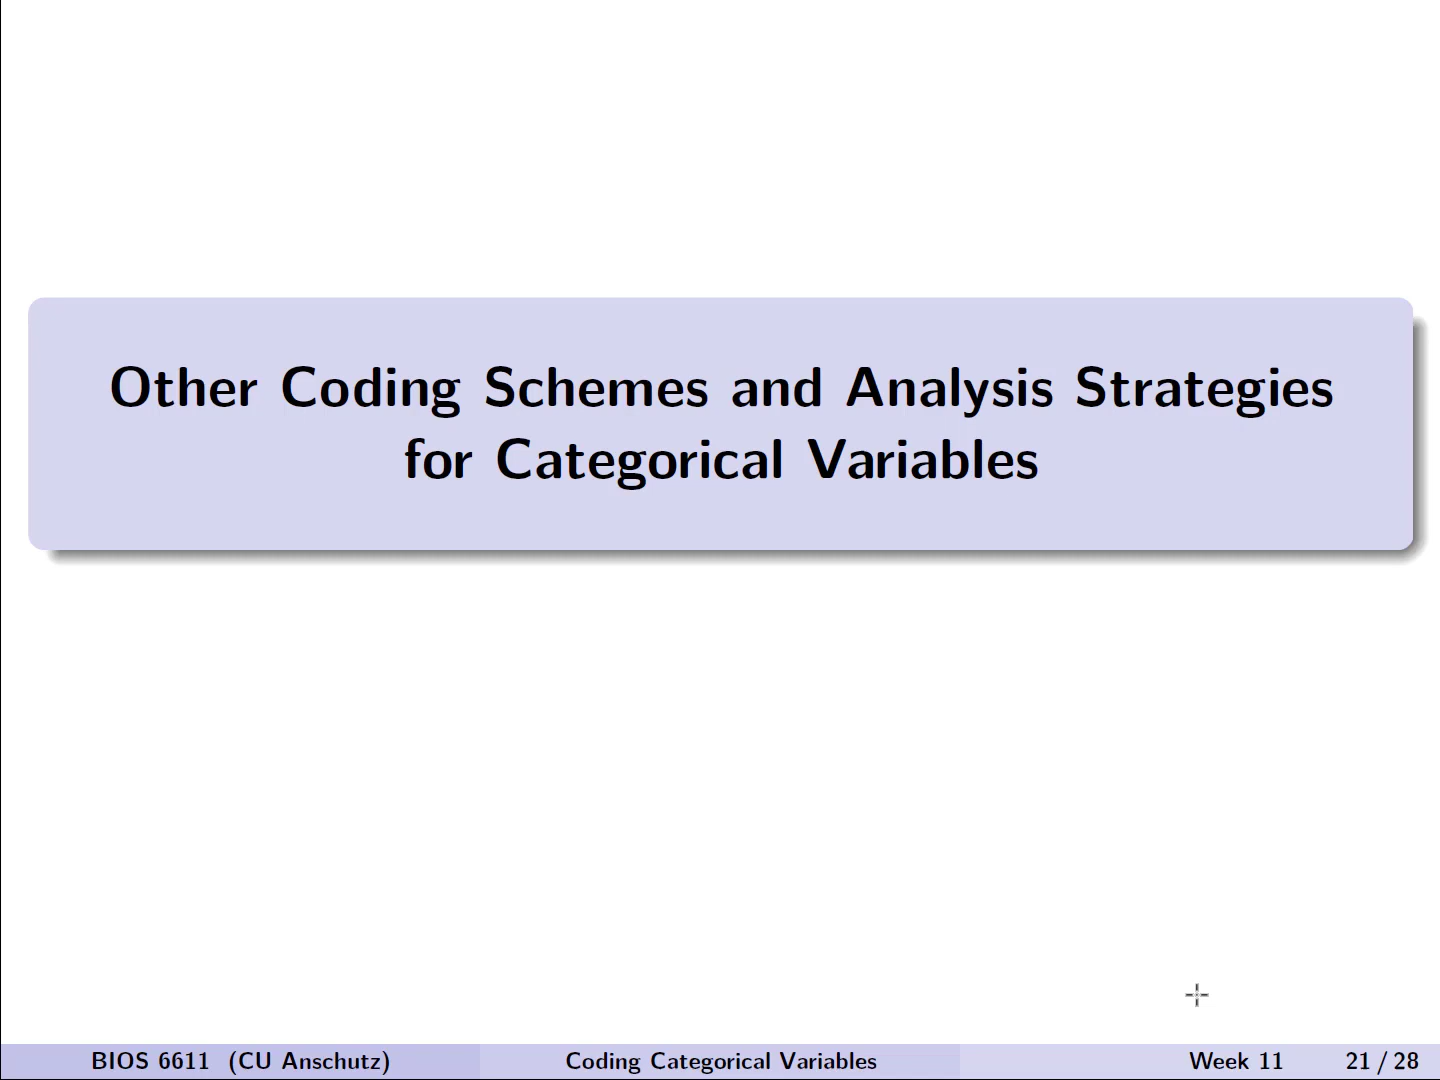 Other Coding Schemes and Analysis Strategies
for Categorical Variables
BIOS 6611 (CU Anschutz) Coding Categorical Variables Week 11 21 / 28